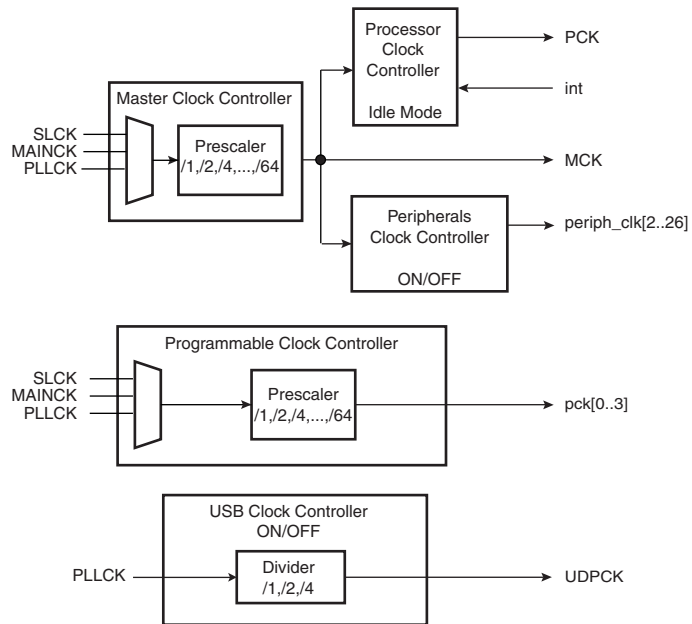 Processor
Clock
Controller
Idle Mode
PCK
int
Master Clock Controller
SLCK
MAINCK
PLLCK
Prescaler
/1,/2,/4,...,/64
MCK
Peripherals
Clock Controller
ON/OFF
periph_clk[2..26]
Programmable Clock Controller
SLCK
MAINCK
PLLCK
Prescaler
/1,/2,/4,...,/64
pck[0..3]
USB Clock Controller
ON/OFF
PLLCK
Divider
/1,/2,/4
UDPCK